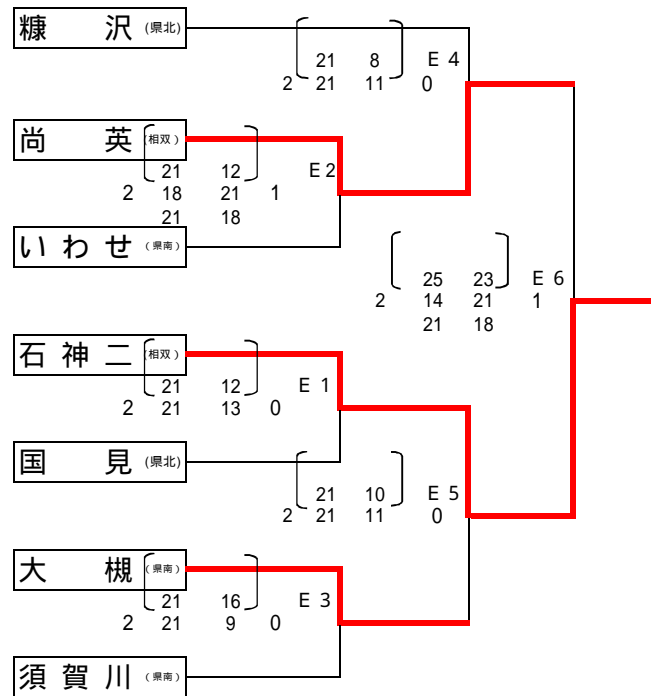 糠 沢 (県北)
21 8 E 4
2 21 11 0
尚 英 (相双)
21 12 E 2
2 18 21 1
21 18
い わ せ (県南)
25 23 E 6
2 14 21 1
21 18
石 神 二 (相双)
21 12 E 1
2 21 13 0
国 見 (県北)
21 10 E 5
2 21 11 0
大 槻 (県南)
21 16 E 3
2 21 9 0
須 賀 川 (県南)